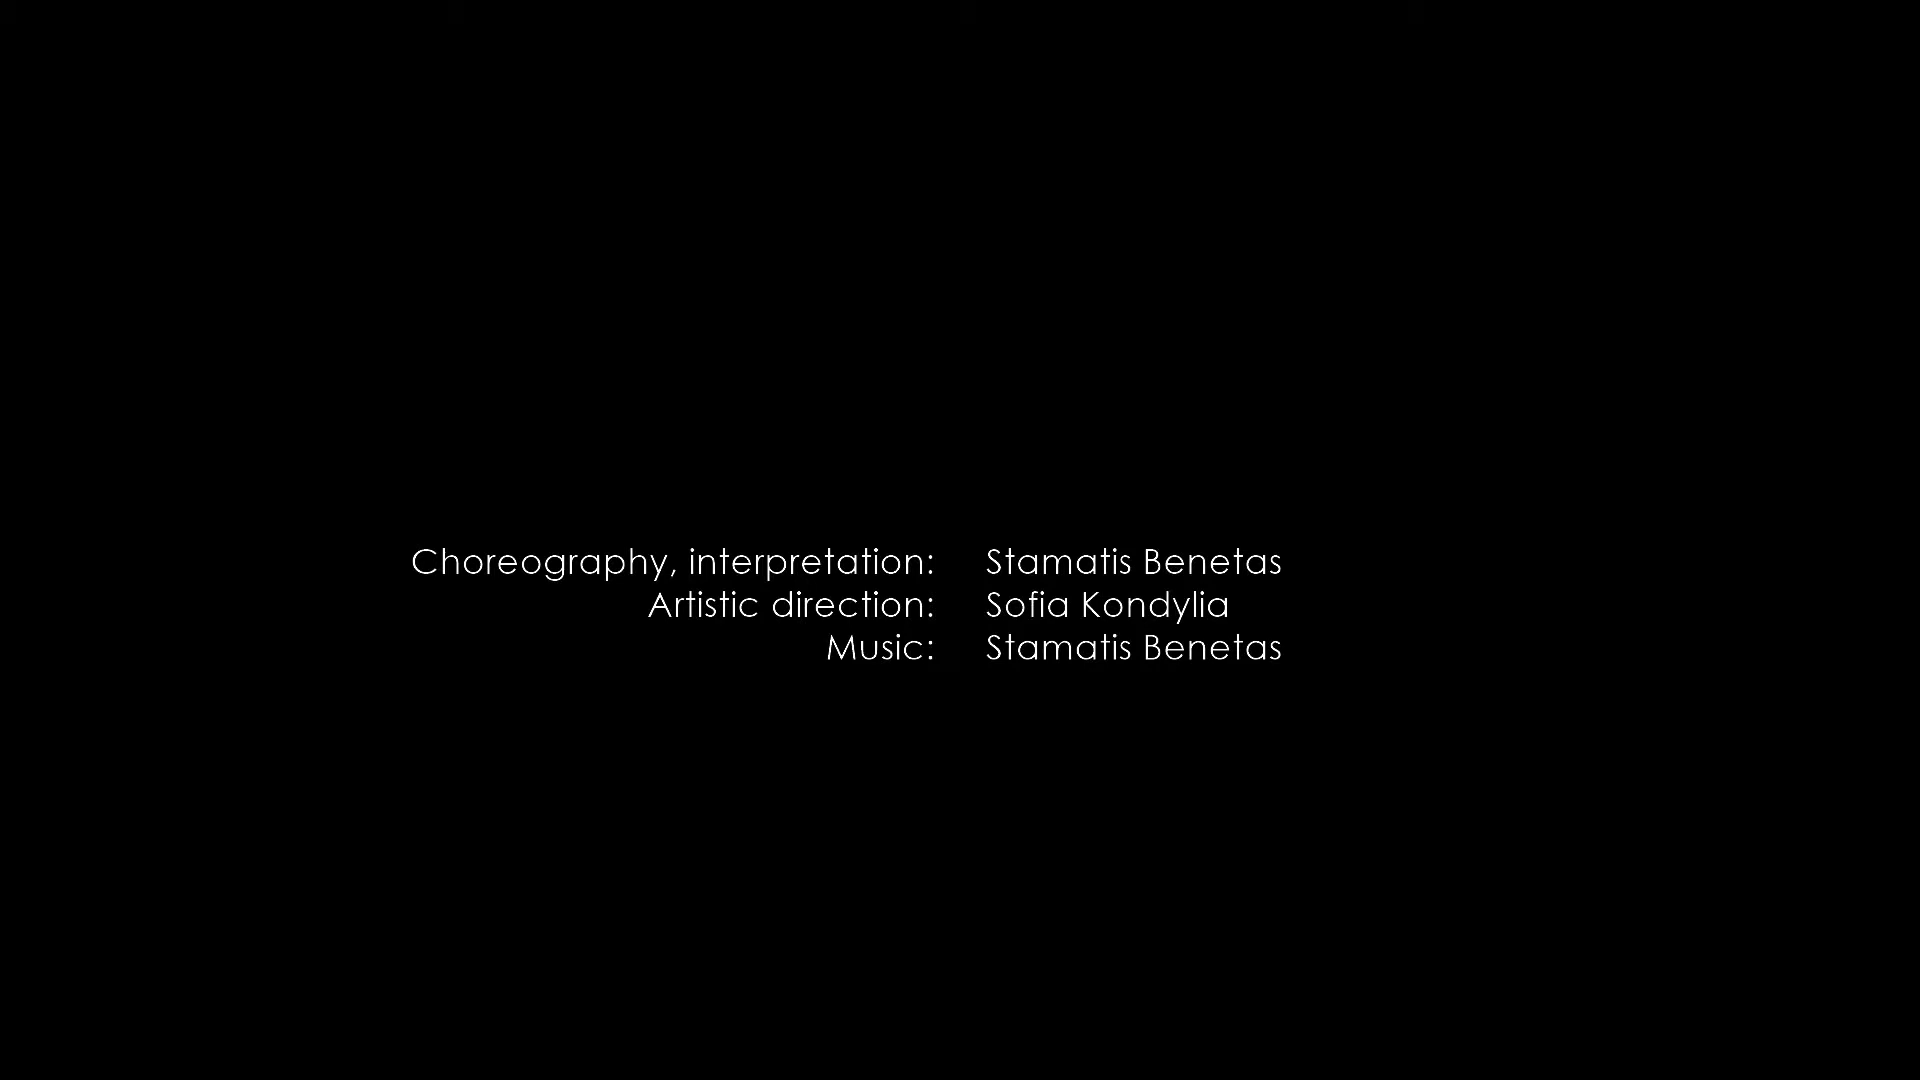 Choreography, interpretation: Stamatis Benetas
Artistic direction: Sofia Kondylia
Music: Stamatis Benetas